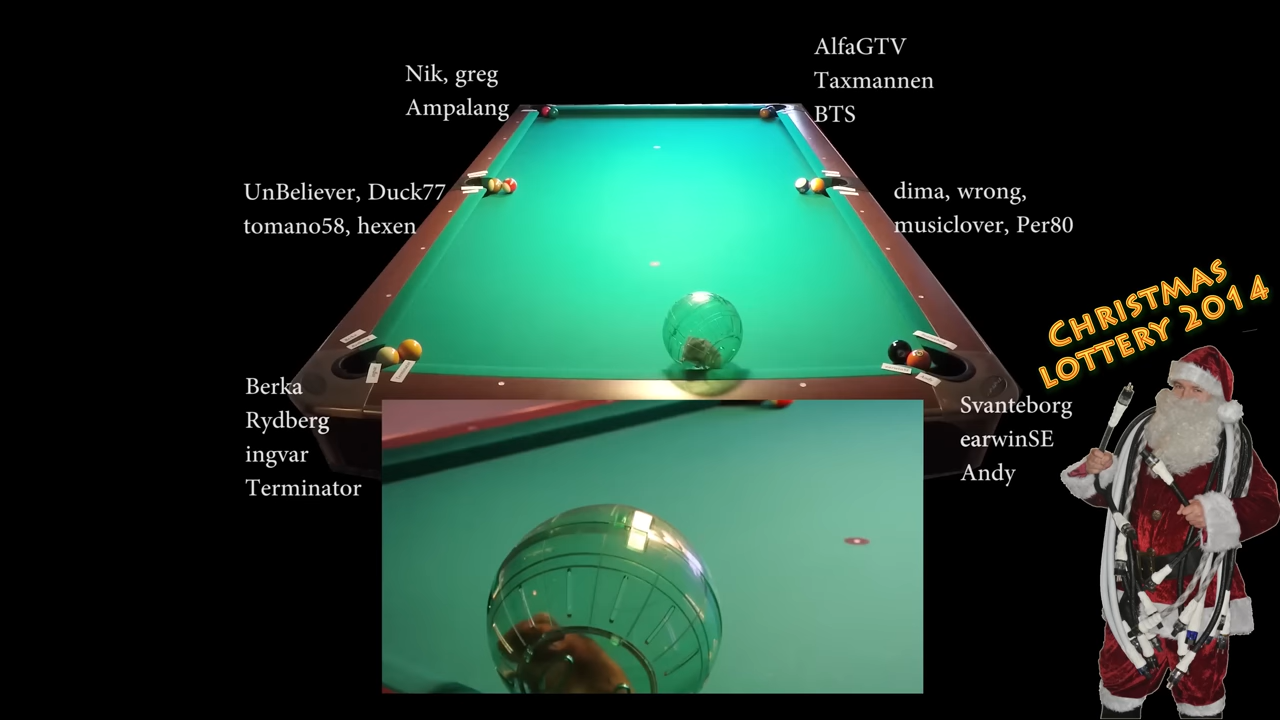 Nik, greg
Ampalang
AlfaGTV
Taxmannen
BTS
UnBeliever, Duck77
tomano58, hexen
dima, wrong,
musiclover, Per80
CHRISTMAS
LOTTERY 2014
Berka
Rydberg
ingvar
Terminator
Svanteborg
earwinSE
Andy